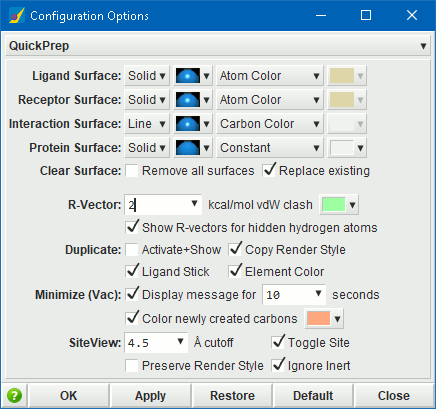 Configuration Options
QuickPrep
Ligand Surface: Solid Atom Color
Receptor Surface: Solid Atom Color
Interaction Surface: Line Carbon Color
Protein Surface: Solid Constant
Clear Surface: Remove all surfaces Replace existing
R-Vector: 2 kcal/mol vdW clash
Show R-vectors for hidden hydrogen atoms
Duplicate: Activate+Show Copy Render Style
Ligand Stick Element Color
Minimize (Vac): Display message for 10 seconds
Color newly created carbons
SiteView: 4.5 Å cutoff Toggle Site
Preserve Render Style Ignore Inert
? OK Apply Restore Default Close